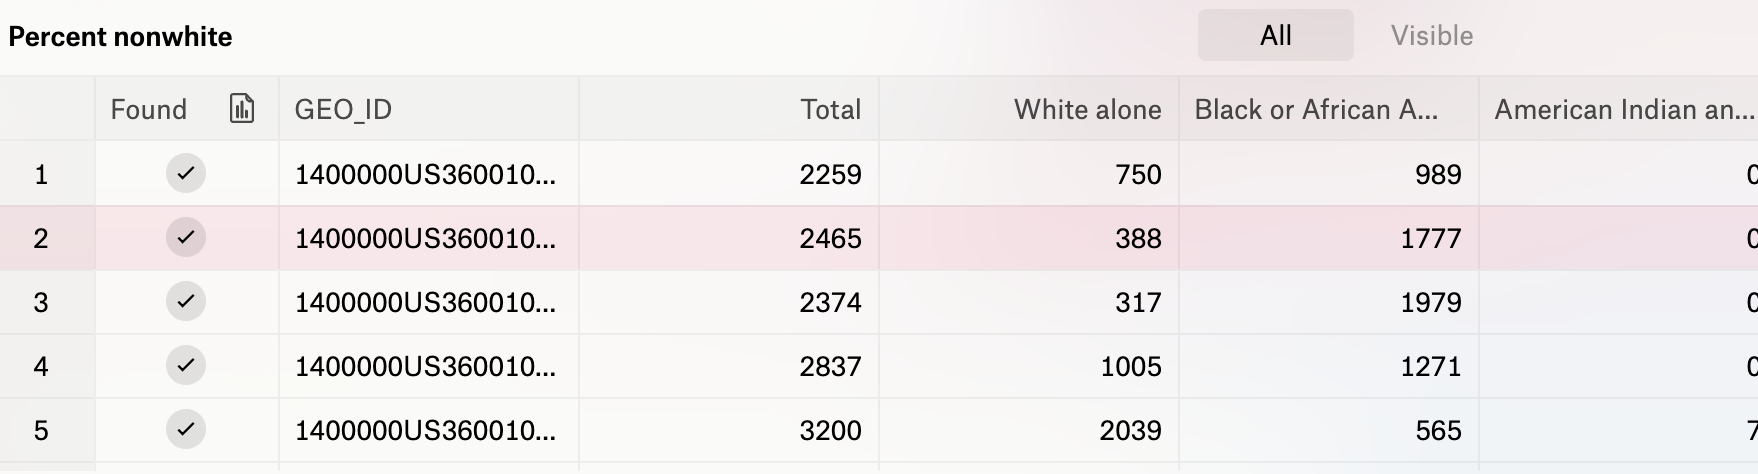 Percent nonwhite All Visible
Found GEO_ID Total White alone Black or African A... American Indian an...
1 1400000US360010... 2259 750 989 0
2 1400000US360010... 2465 388 1777 0
3 1400000US360010... 2374 317 1979 0
4 1400000US360010... 2837 1005 1271 0
5 1400000US360010... 3200 2039 565 7